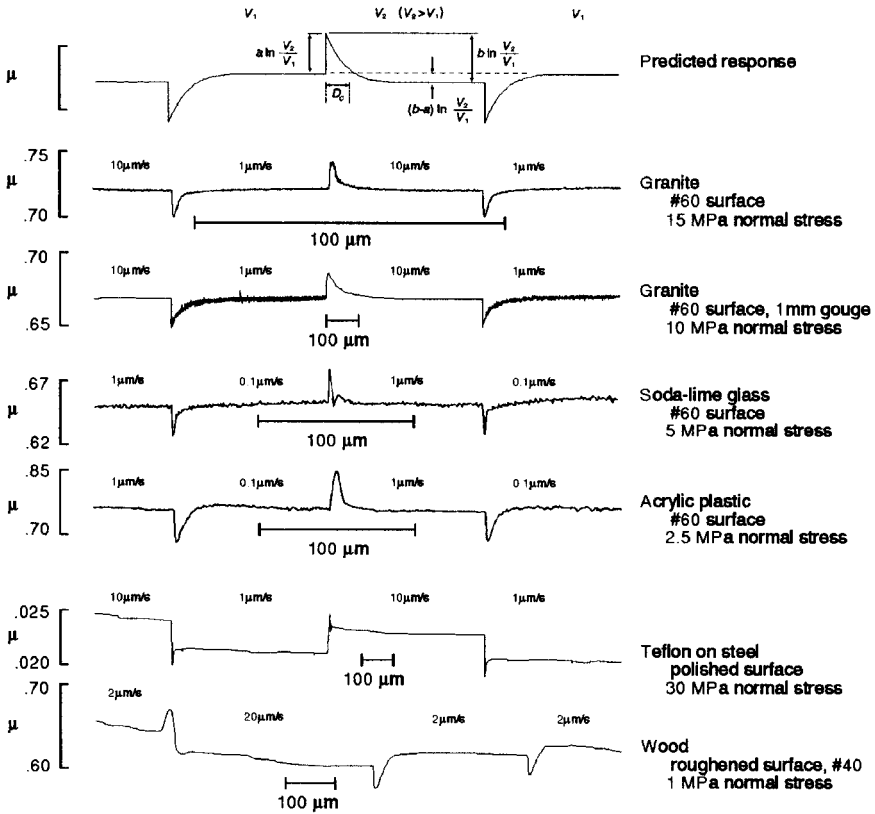 V₁ V₂ (V₂>V₁) V₁
a ln V₂/V₁
b ln V₂/V₁
μ
D꜀
(b-a) ln V₂/V₁
Predicted response
.75
10μm/s 1μm/s 10μm/s 1μm/s
μ
.70
100 μm
Granite
#60 surface
15 MPa normal stress
.70
10μm/s 1μm/s 10μm/s 1μm/s
μ
.65
100 μm
Granite
#60 surface, 1mm gouge
10 MPa normal stress
.67
1μm/s 0.1μm/s 1μm/s 0.1μm/s
μ
.62
100 μm
Soda-lime glass
#60 surface
5 MPa normal stress
.85
1μm/s 0.1μm/s 1μm/s 0.1μm/s
μ
.70
100 μm
Acrylic plastic
#60 surface
2.5 MPa normal stress
10μm/s 1μm/s 10μm/s 1μm/s
.025
μ
.020
100 μm
Teflon on steel
polished surface
30 MPa normal stress
.70
2μm/s 20μm/s 2μm/s 2μm/s
μ
.60
100 μm
Wood
roughened surface, #40
1 MPa normal stress